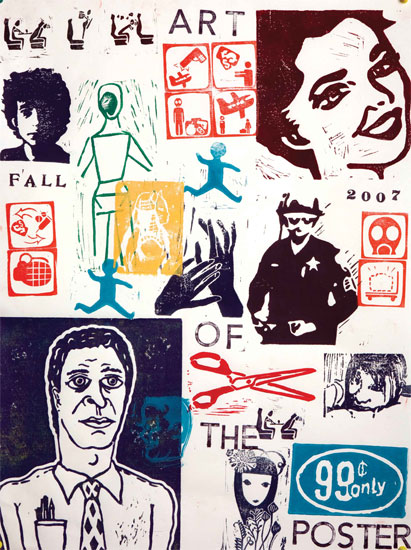 ART
FALL
2007
OF
THE
99¢
only
POSTER